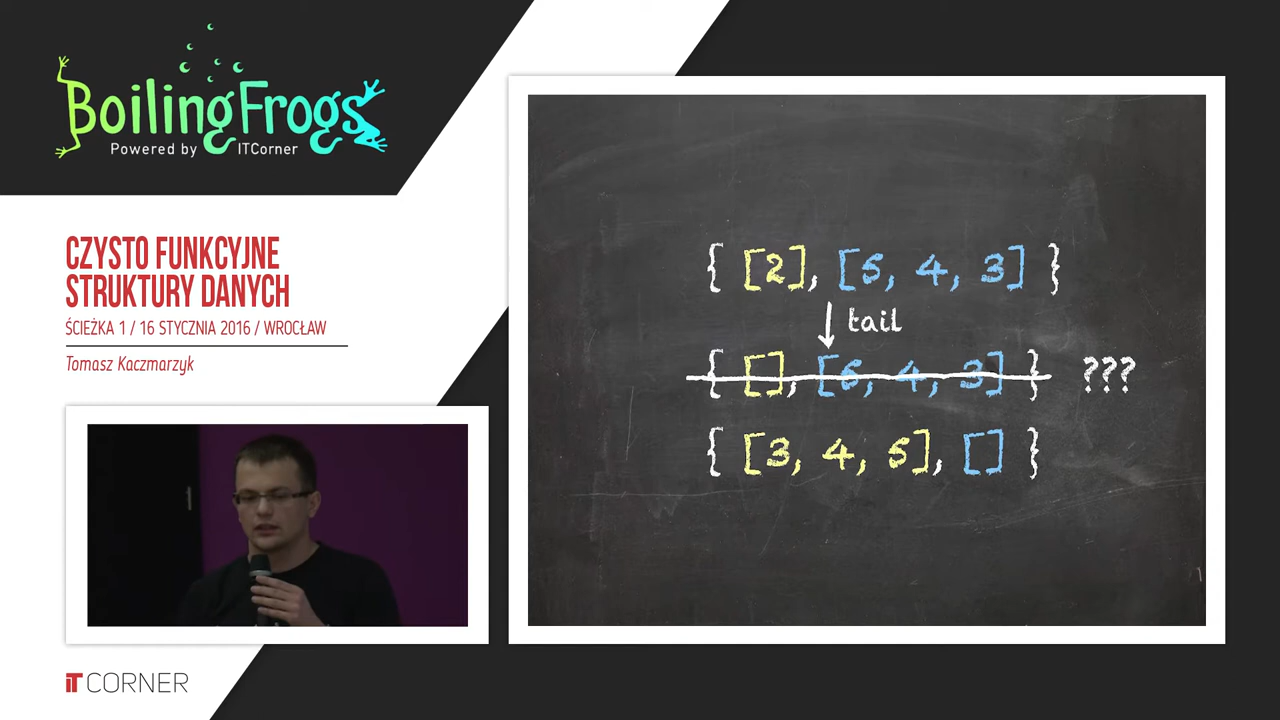 BoilingFrogs
Powered by ITCorner
CZYSTO FUNKCYJNE
STRUKTURY DANYCH
ŚCIEŻKA 1 / 16 STYCZNIA 2016 / WROCŁAW
Tomasz Kaczmarzyk
{ [2], [5, 4, 3] }
tail
{ [], [5, 4, 3] } ???
{ [3, 4, 5], [] }
iT CORNER